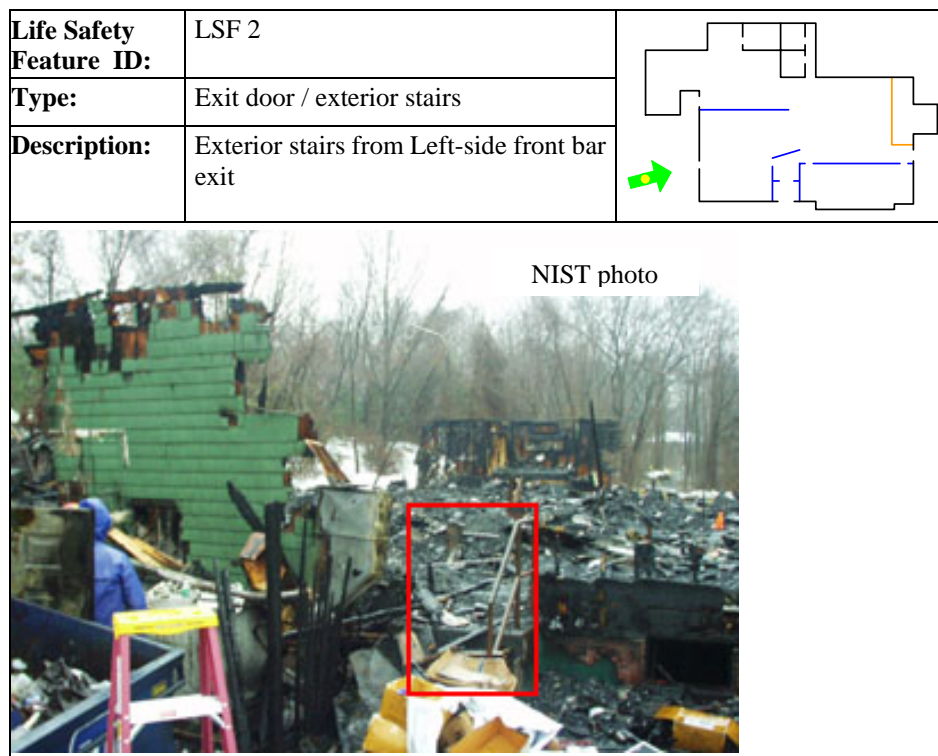 Life Safety
Feature ID:
LSF 2
Type:
Exit door / exterior stairs
Description:
Exterior stairs from Left-side front bar
exit
NIST photo